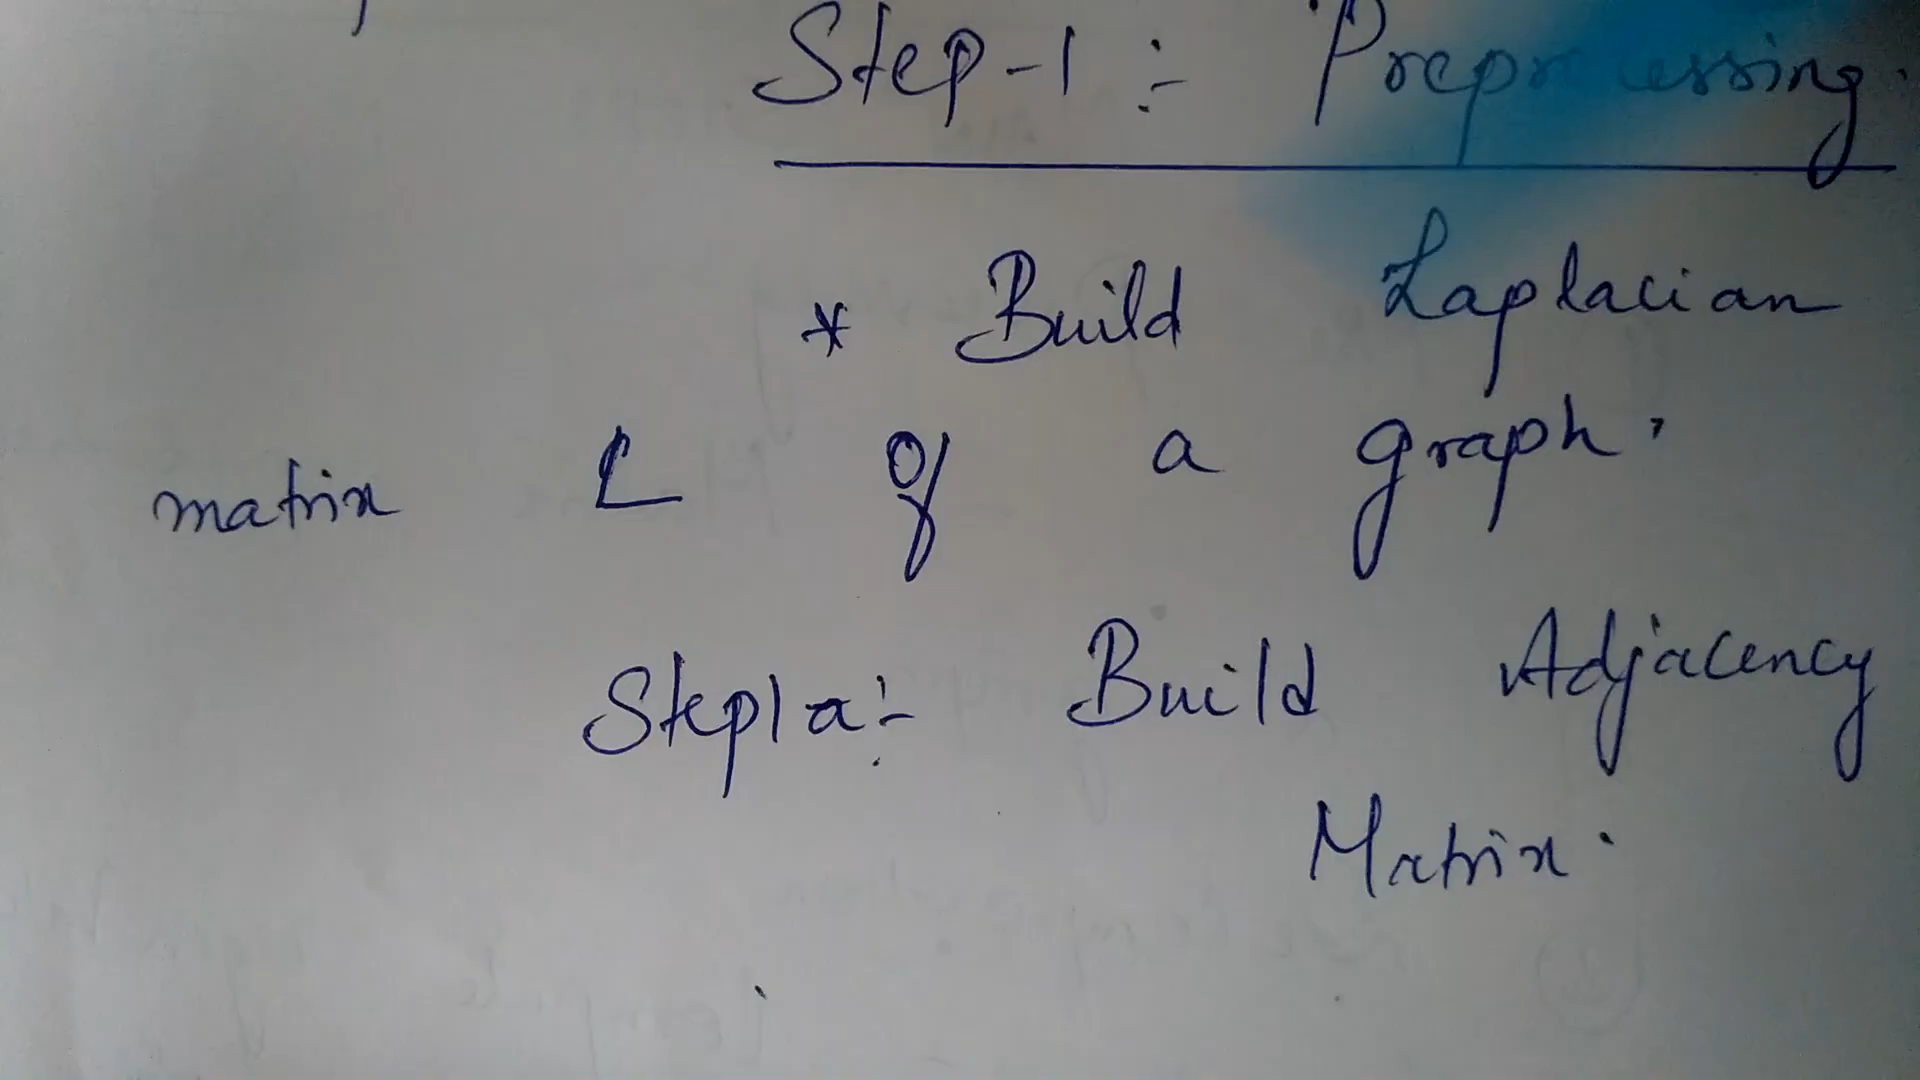 Step-1 :- Preprocessing.
* Build Laplacian
matrix L of a graph.
Step1a:- Build Adjacency
Matrix.